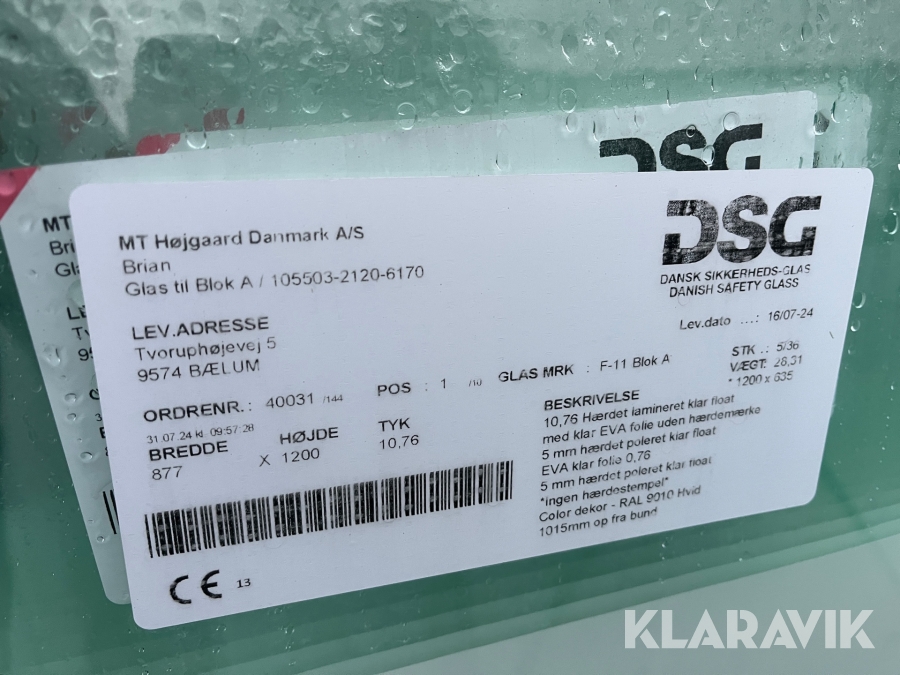 DSG
MT Højgaard Danmark A/S
Brian
Glas til Blok A / 105503-2120-6170
DSG
DANSK SIKKERHEDS-GLAS
DANISH SAFETY GLASS
LEV.ADRESSE
Tvoruphøjevej 5
9574 BÆLUM
Lev.dato ...: 16/07-24
ORDRENR.: 40031 /144 POS : 1 /10 GLAS MRK : F-11 Blok A
STK .: 5/36
VÆGT: 28,31
* 1200 x 635
31.07.24 kl. 09:57:28
BREDDE HØJDE TYK
877 X 1200 10,76
BESKRIVELSE
10,76 Hærdet lamineret klar float
med klar EVA folie uden hærdemærke
5 mm hærdet poleret klar float
EVA klar folie 0,76
5 mm hærdet poleret klar float
*ingen hærdestempel*
Color dekor - RAL 9010 Hvid
1015mm op fra bund
CE 13
KLARAVIK